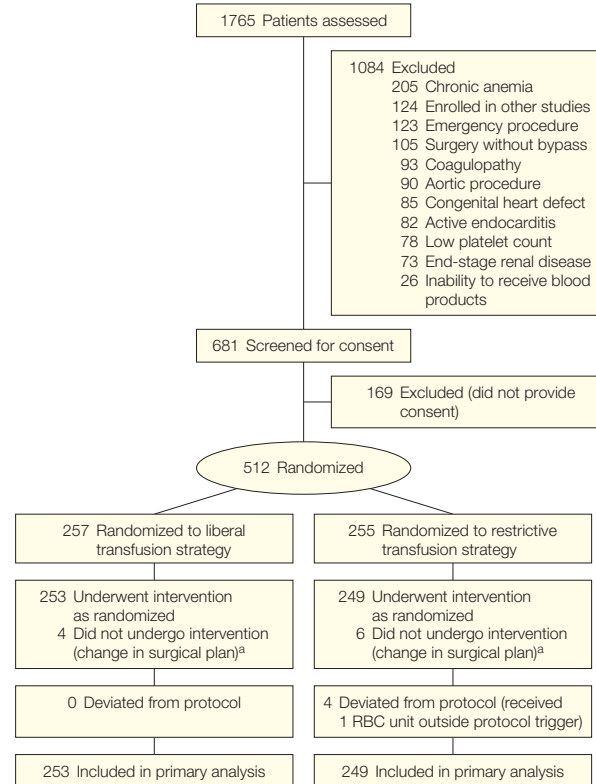 1765 Patients assessed
1084 Excluded
205 Chronic anemia
124 Enrolled in other studies
123 Emergency procedure
105 Surgery without bypass
93 Coagulopathy
90 Aortic procedure
85 Congenital heart defect
82 Active endocarditis
78 Low platelet count
73 End-stage renal disease
26 Inability to receive blood
products
681 Screened for consent
169 Excluded (did not provide
consent)
512 Randomized
257 Randomized to liberal
transfusion strategy
253 Underwent intervention
as randomized
4 Did not undergo intervention
(change in surgical plan)a
0 Deviated from protocol
253 Included in primary analysis
255 Randomized to restrictive
transfusion strategy
249 Underwent intervention
as randomized
6 Did not undergo intervention
(change in surgical plan)a
4 Deviated from protocol (received
1 RBC unit outside protocol trigger)
249 Included in primary analysis